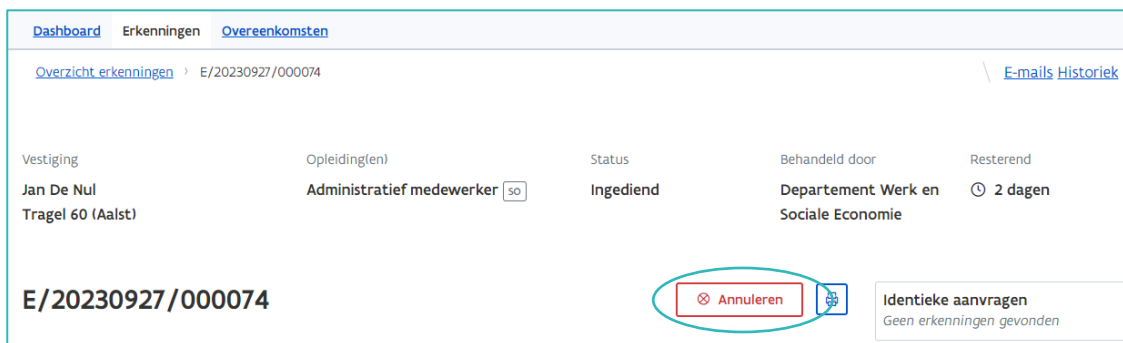 Dashboard Erkenningen Overeenkomsten
Overzicht erkenningen › E/20230927/000074
E-mails Historiek
Vestiging Opleiding(en) Status Behandeld door Resterend
Jan De Nul Administratief medewerker so Ingediend Departement Werk en 2 dagen
Tragel 60 (Aalst) Sociale Economie
E/20230927/000074 Annuleren Identieke aanvragen
Geen erkenningen gevonden